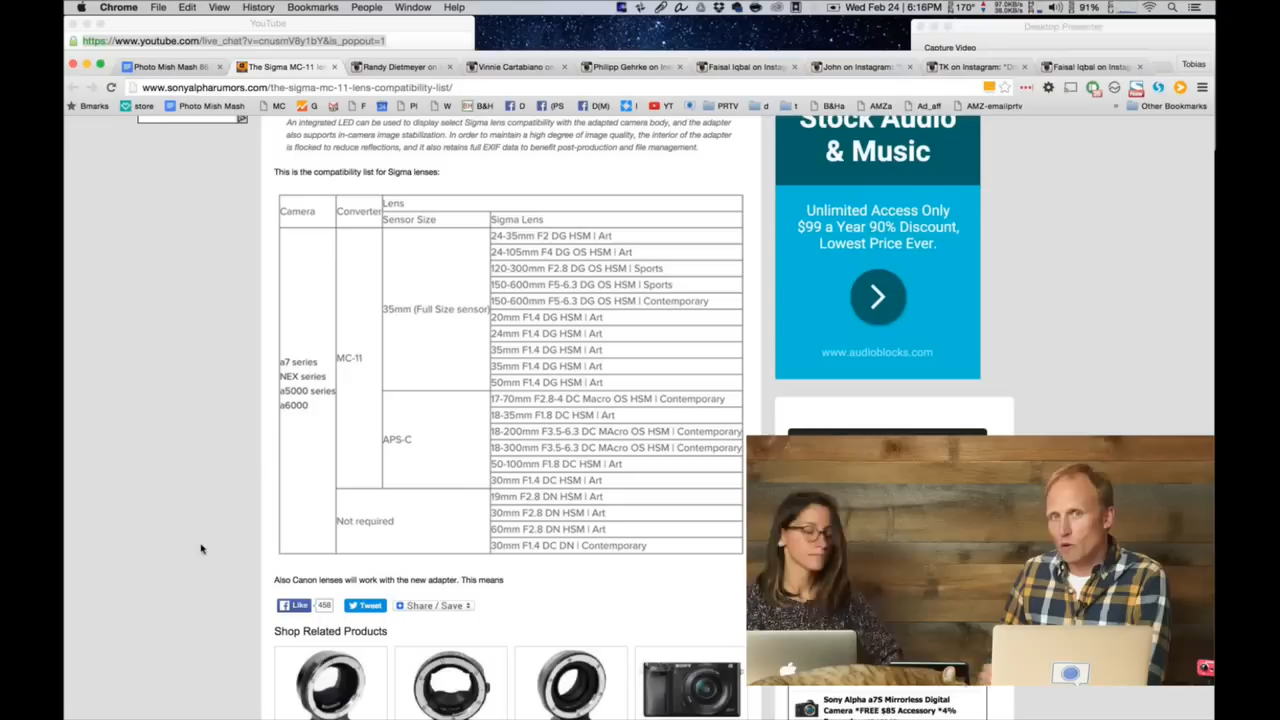 Chrome File Edit View History Bookmarks People Window Help
Wed Feb 24 | 6:16PM 170° 97.0KB/s 38.0KB/s 91%
YouTube
https://www.youtube.com/live_chat?v=cnusmV8y1bY&is_popout=1
Desktop Presenter
Capture Video
Photo Mish Mash 86
The Sigma MC-11 len
Randy Dietmeyer on
Vinnie Cartabiano on
Philipp Gehrke on Ins
Faisal Iqbal on Instag
John on Instagram: "
TK on Instagram: "D
Faisal Iqbal on Instag
Tobias
www.sonyalpharumors.com/the-sigma-mc-11-lens-compatibility-list/
Bmarks store Photo Mish Mash MC G F PI W B&H D (PS D(M) I YT PRTV d t B&Ha AMZa Ad_aff AMZ-emailprtv » Other Bookmarks
An integrated LED can be used to display select Sigma lens compatibility with the adapted camera body, and the adapter
also supports in-camera image stabilization. In order to maintain a high degree of image quality, the interior of the adapter
is flocked to reduce reflections, and it also retains full EXIF data to benefit post-production and file management.
This is the compatibility list for Sigma lenses:
Camera
Converter
Lens
Sensor Size
Sigma Lens
a7 series
NEX series
a5000 series
a6000
MC-11
35mm (Full Size sensor)
24-35mm F2 DG HSM | Art
24-105mm F4 DG OS HSM | Art
120-300mm F2.8 DG OS HSM | Sports
150-600mm F5-6.3 DG OS HSM | Sports
150-600mm F5-6.3 DG OS HSM | Contemporary
20mm F1.4 DG HSM | Art
24mm F1.4 DG HSM | Art
35mm F1.4 DG HSM | Art
35mm F1.4 DG HSM | Art
50mm F1.4 DG HSM | Art
APS-C
17-70mm F2.8-4 DC Macro OS HSM | Contemporary
18-35mm F1.8 DC HSM | Art
18-200mm F3.5-6.3 DC MAcro OS HSM | Contemporary
18-300mm F3.5-6.3 DC MAcro OS HSM | Contemporary
50-100mm F1.8 DC HSM | Art
30mm F1.4 DC HSM | Art
Not required
19mm F2.8 DN HSM | Art
30mm F2.8 DN HSM | Art
60mm F2.8 DN HSM | Art
30mm F1.4 DC DN | Contemporary
Also Canon lenses will work with the new adapter. This means
Like 458 Tweet Share / Save
Shop Related Products
SONY
Stock Audio
& Music
Unlimited Access Only
$99 a Year 90% Discount,
Lowest Price Ever.
www.audioblocks.com
Sony Alpha a7S Mirrorless Digital
Camera *FREE $85 Accessory *4%